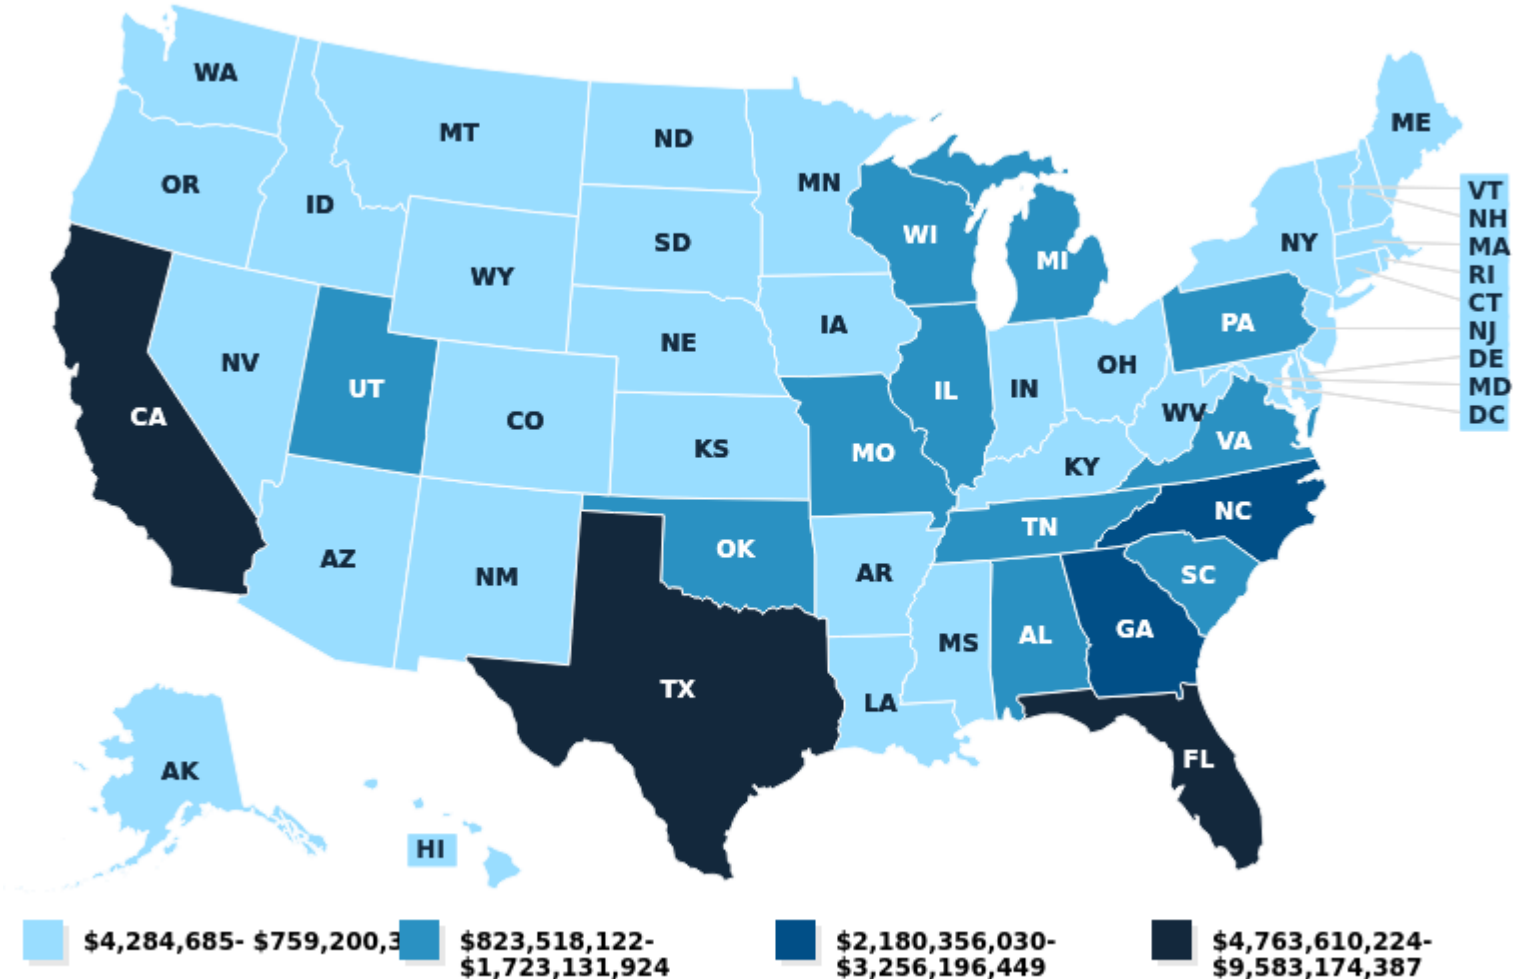 WA
MT
ND
MN
ME
OR
ID
SD
WI
MI
NY
VT
NH
MA
RI
CT
NJ
DE
MD
DC
WY
IA
NE
PA
NV
UT
CO
KS
MO
IL
IN
OH
WV
VA
KY
CA
AZ
NM
OK
AR
TN
NC
SC
TX
LA
MS
AL
GA
FL
AK
HI
$4,284,685- $759,200,3
$823,518,122-
$1,723,131,924
$2,180,356,030-
$3,256,196,449
$4,763,610,224-
$9,583,174,387